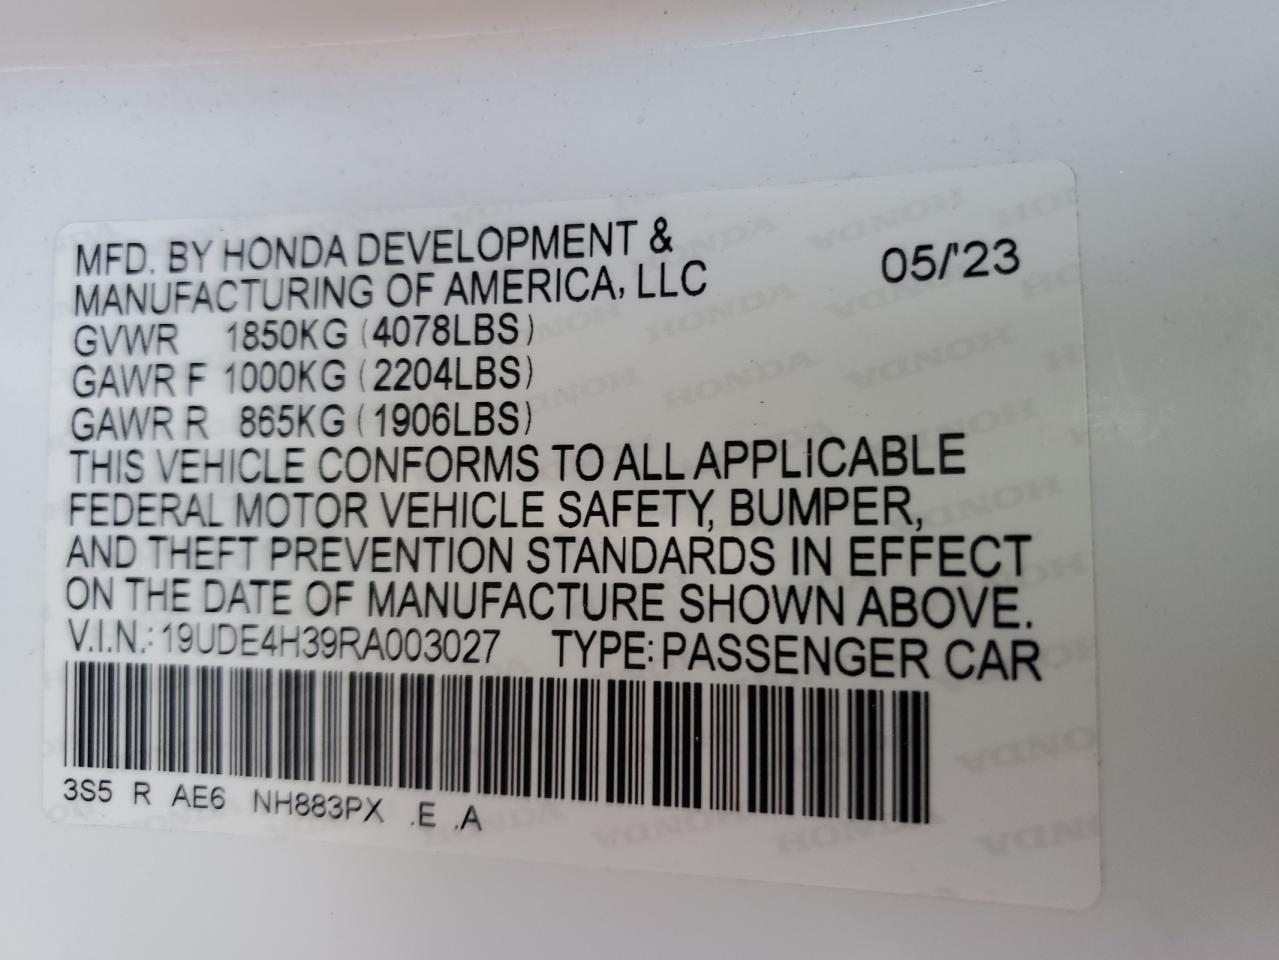 MFD. BY HONDA DEVELOPMENT &
MANUFACTURING OF AMERICA, LLC
05/'23
GVWR 1850KG (4078LBS)
GAWR F 1000KG (2204LBS)
GAWR R 865KG (1906LBS)
THIS VEHICLE CONFORMS TO ALL APPLICABLE
FEDERAL MOTOR VEHICLE SAFETY, BUMPER,
AND THEFT PREVENTION STANDARDS IN EFFECT
ON THE DATE OF MANUFACTURE SHOWN ABOVE.
V.I.N.: 19UDE4H39RA003027 TYPE: PASSENGER CAR
3S5 R AE6 NH883PX .E .A